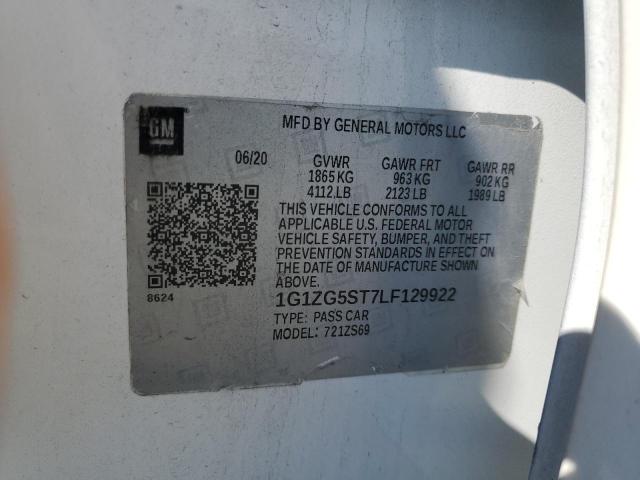 GM
MFD BY GENERAL MOTORS LLC
06/20 GVWR GAWR FRT GAWR RR
1865 KG 963 KG 902 KG
4112 LB 2123 LB 1989 LB
THIS VEHICLE CONFORMS TO ALL
APPLICABLE U.S. FEDERAL MOTOR
VEHICLE SAFETY, BUMPER, AND THEFT
PREVENTION STANDARDS IN EFFECT ON
THE DATE OF MANUFACTURE SHOWN
ABOVE.
8624
1G1ZG5ST7LF129922
TYPE: PASS CAR
MODEL: 721ZS69